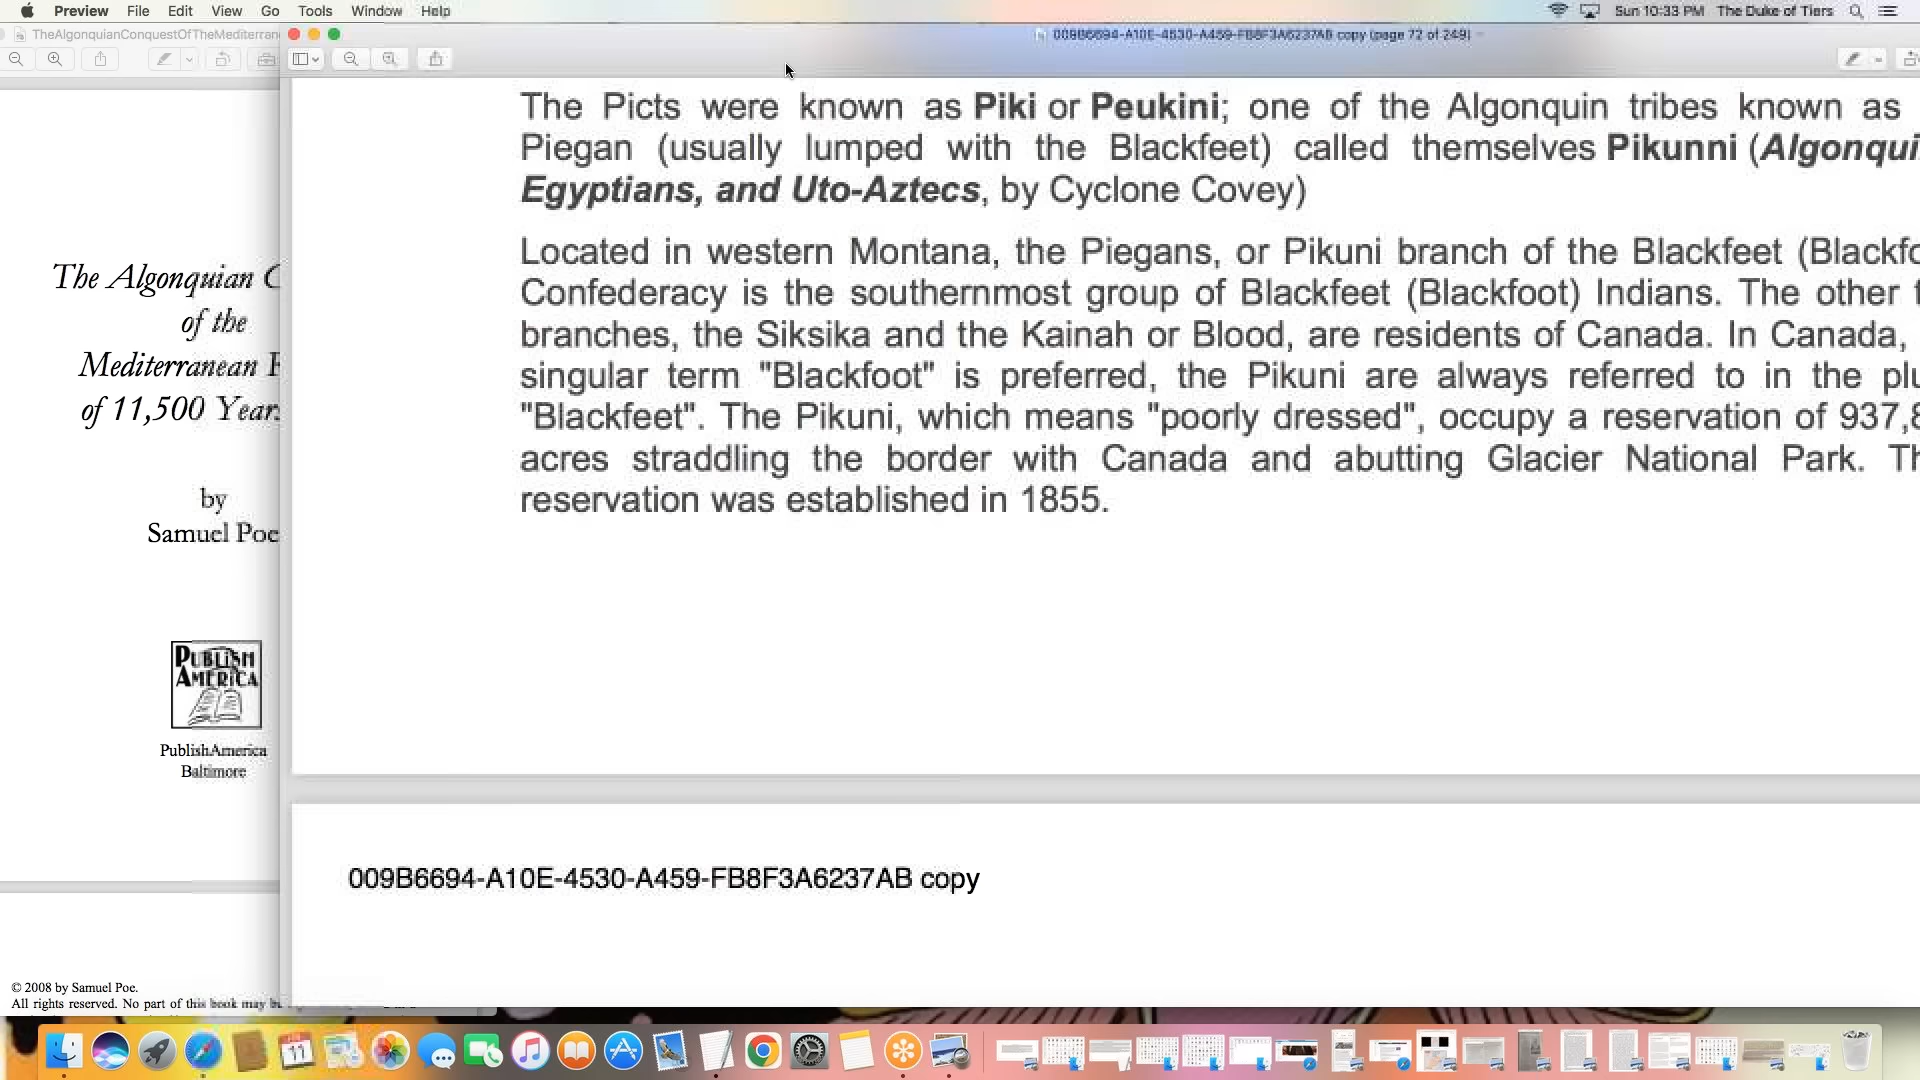 Preview File Edit View Go Tools Window Help
Sun 10:33 PM The Duke of Tiers
TheAlgonquianConquestOfTheMediterran
009B6694-A10E-4530-A459-FB8F3A6237AB copy (page 72 of 249)
The Picts were known as Piki or Peukini; one of the Algonquin tribes known as
Piegan (usually lumped with the Blackfeet) called themselves Pikunni (Algonqui
Egyptians, and Uto-Aztecs, by Cyclone Covey)
Located in western Montana, the Piegans, or Pikuni branch of the Blackfeet (Blackfo
Confederacy is the southernmost group of Blackfeet (Blackfoot) Indians. The other
branches, the Siksika and the Kainah or Blood, are residents of Canada. In Canada,
singular term "Blackfoot" is preferred, the Pikuni are always referred to in the plu
"Blackfeet". The Pikuni, which means "poorly dressed", occupy a reservation of 937,8
acres straddling the border with Canada and abutting Glacier National Park. Th
reservation was established in 1855.
009B6694-A10E-4530-A459-FB8F3A6237AB copy
The Algonquian C
of the
Mediterranean
of 11,500 Year
by
Samuel Poe
PUBLISH
AMERICA
PublishAmerica
Baltimore
© 2008 by Samuel Poe.
All rights reserved. No part of this book may be
11